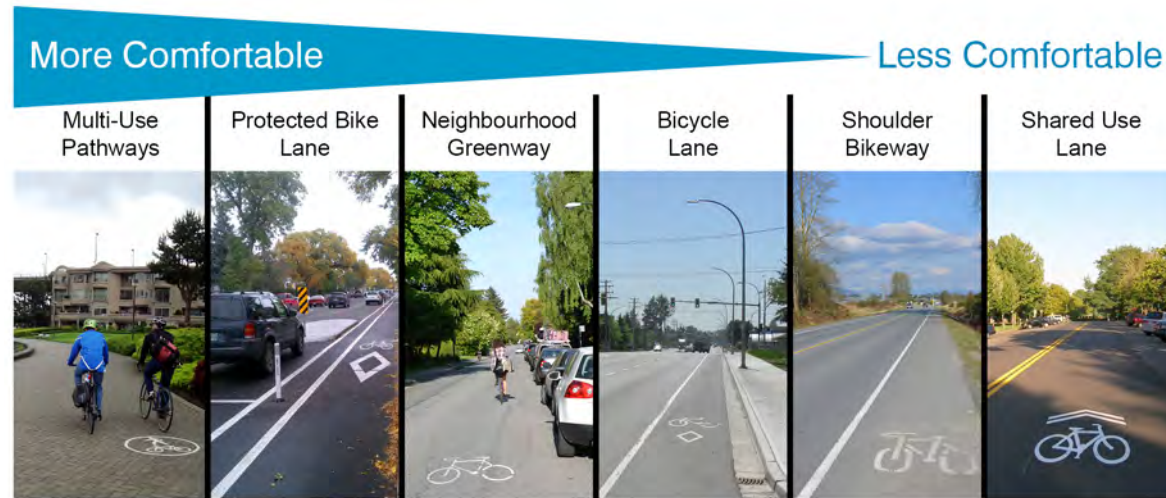 More Comfortable
Less Comfortable
Multi-Use
Pathways
Protected Bike
Lane
Neighbourhood
Greenway
Bicycle
Lane
Shoulder
Bikeway
Shared Use
Lane